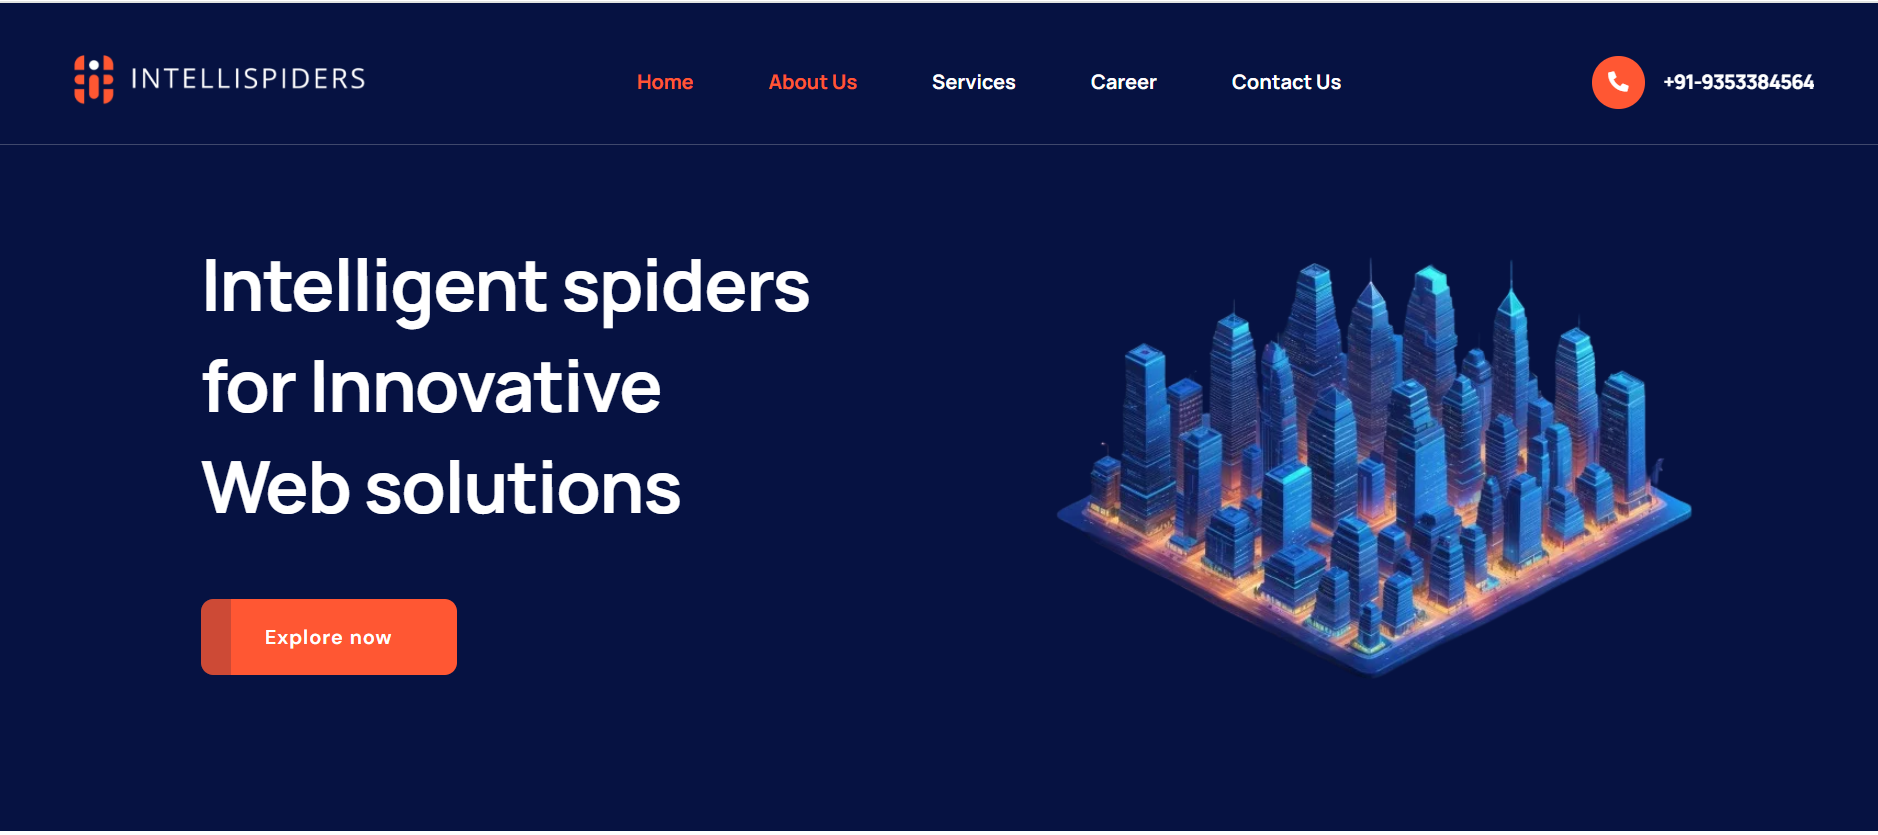 INTELLISPIDERS
Home About Us Services Career Contact Us
+91-9353384564
Intelligent spiders
for Innovative
Web solutions
Explore now